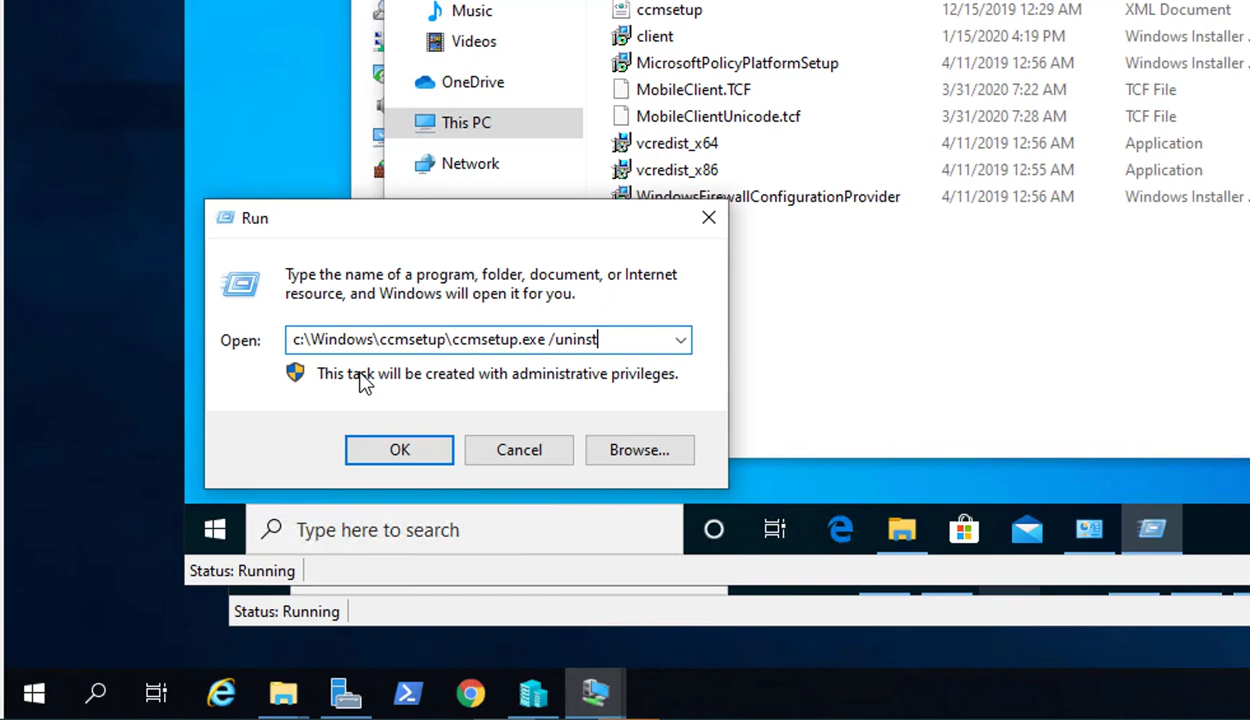 Music
Videos
OneDrive
This PC
Network
ccmsetup 12/15/2019 12:29 AM XML Document
client 1/15/2020 4:19 PM Windows Installer .
MicrosoftPolicyPlatformSetup 4/11/2019 12:56 AM Windows Installer .
MobileClient.TCF 3/31/2020 7:22 AM TCF File
MobileClientUnicode.tcf 3/31/2020 7:28 AM TCF File
vcredist_x64 4/11/2019 12:56 AM Application
vcredist_x86 4/11/2019 12:55 AM Application
WindowsFirewallConfigurationProvider 4/11/2019 12:56 AM Windows Installer .
Run
Type the name of a program, folder, document, or Internet
resource, and Windows will open it for you.
Open: c:\Windows\ccmsetup\ccmsetup.exe /uninst
This task will be created with administrative privileges.
OK Cancel Browse...
Type here to search
Status: Running
Status: Running